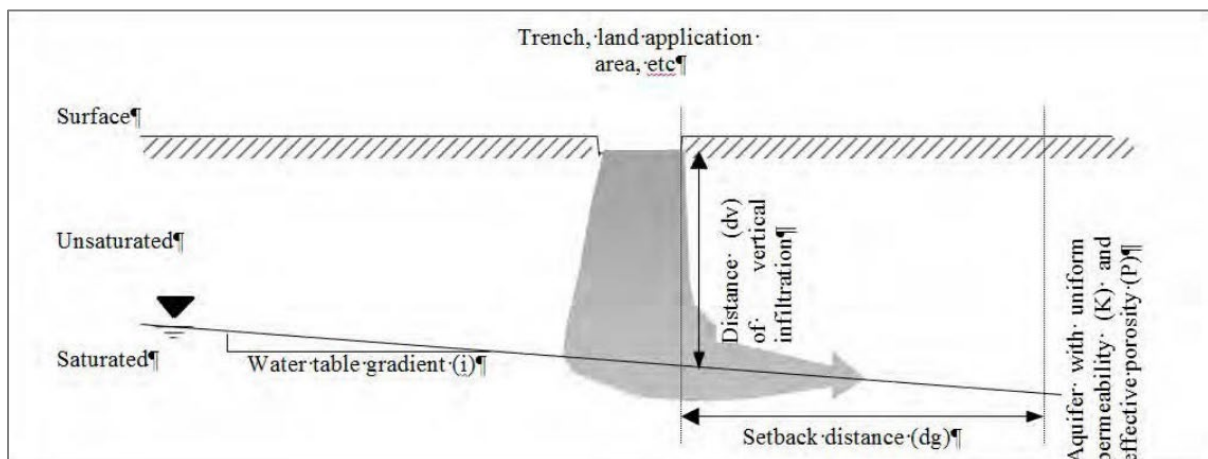 Trench,·land·application·
area,·etc¶
Surface¶
Unsaturated¶
Saturated¶
Water·table·gradient·(i)¶
Distance· (dv)
of· vertical
infiltration¶
Setback·distance·(dg)¶
Aquifer· with· uniform
permeability· (K)· and
effective·porosity·(P)¶